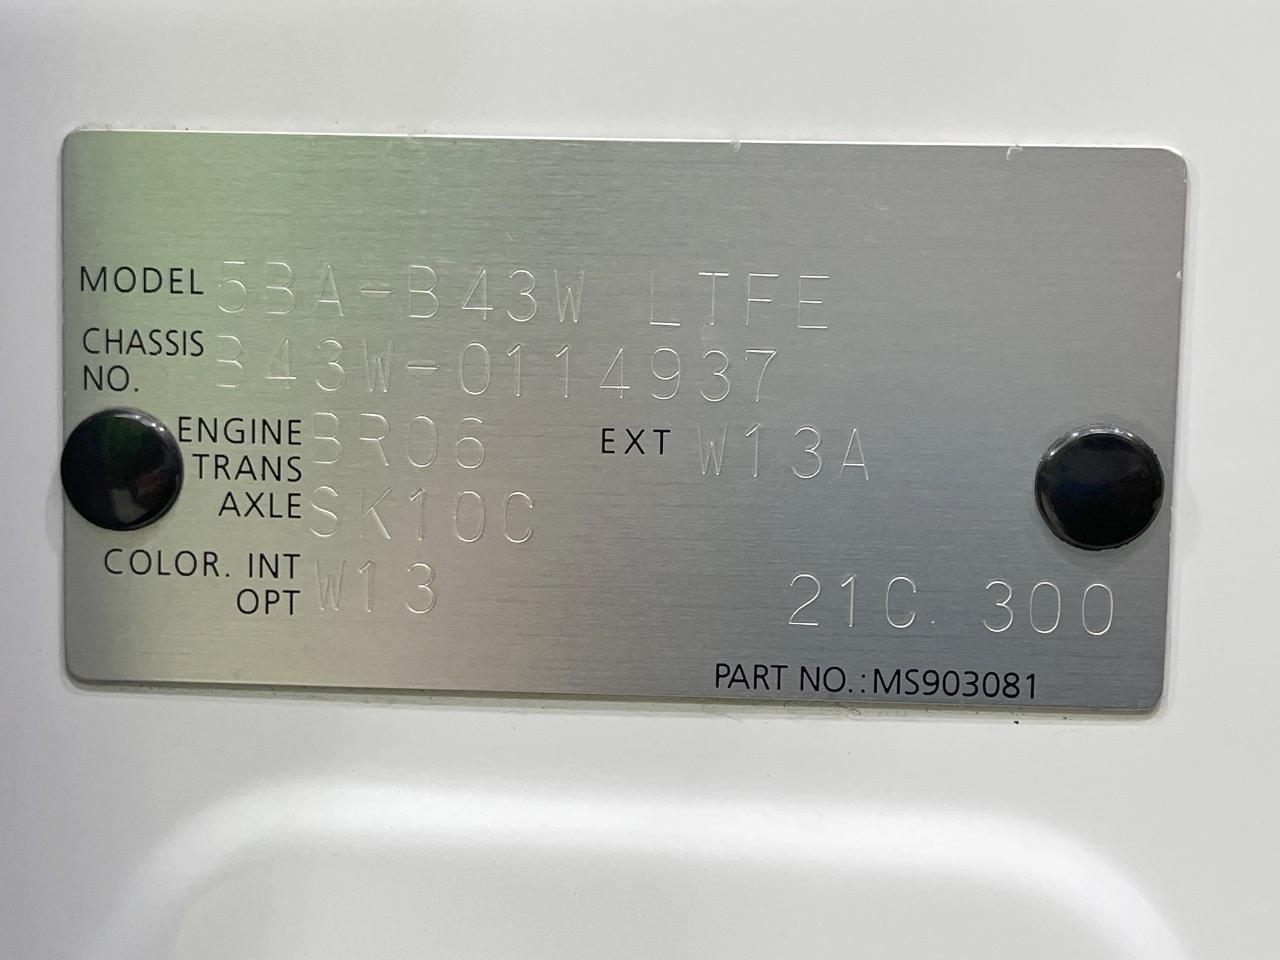 MODEL 5BA-B43W LTFE
CHASSIS NO. B43W-0114937
ENGINE BR06 EXT W13A
TRANS
AXLE SK10C
COLOR. INT W13
OPT 21C. 300
PART NO.:MS903081